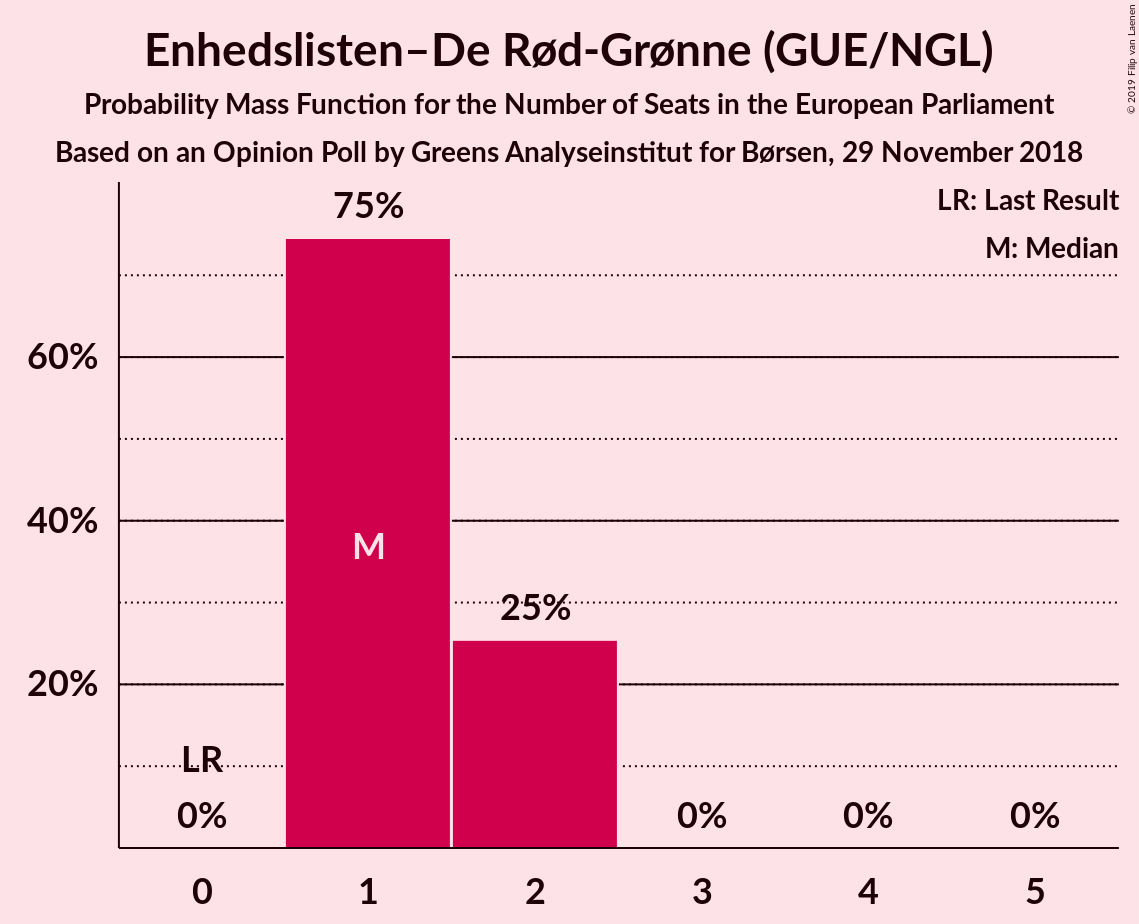 Enhedslisten–De Rød-Grønne (GUE/NGL)
Probability Mass Function for the Number of Seats in the European Parliament
Based on an Opinion Poll by Greens Analyseinstitut for Børsen, 29 November 2018
© 2019 Filip van Laenen
LR: Last Result
M: Median
75%
60%
40%
M
25%
20%
LR
0%
0%
0%
0%
0
1
2
3
4
5